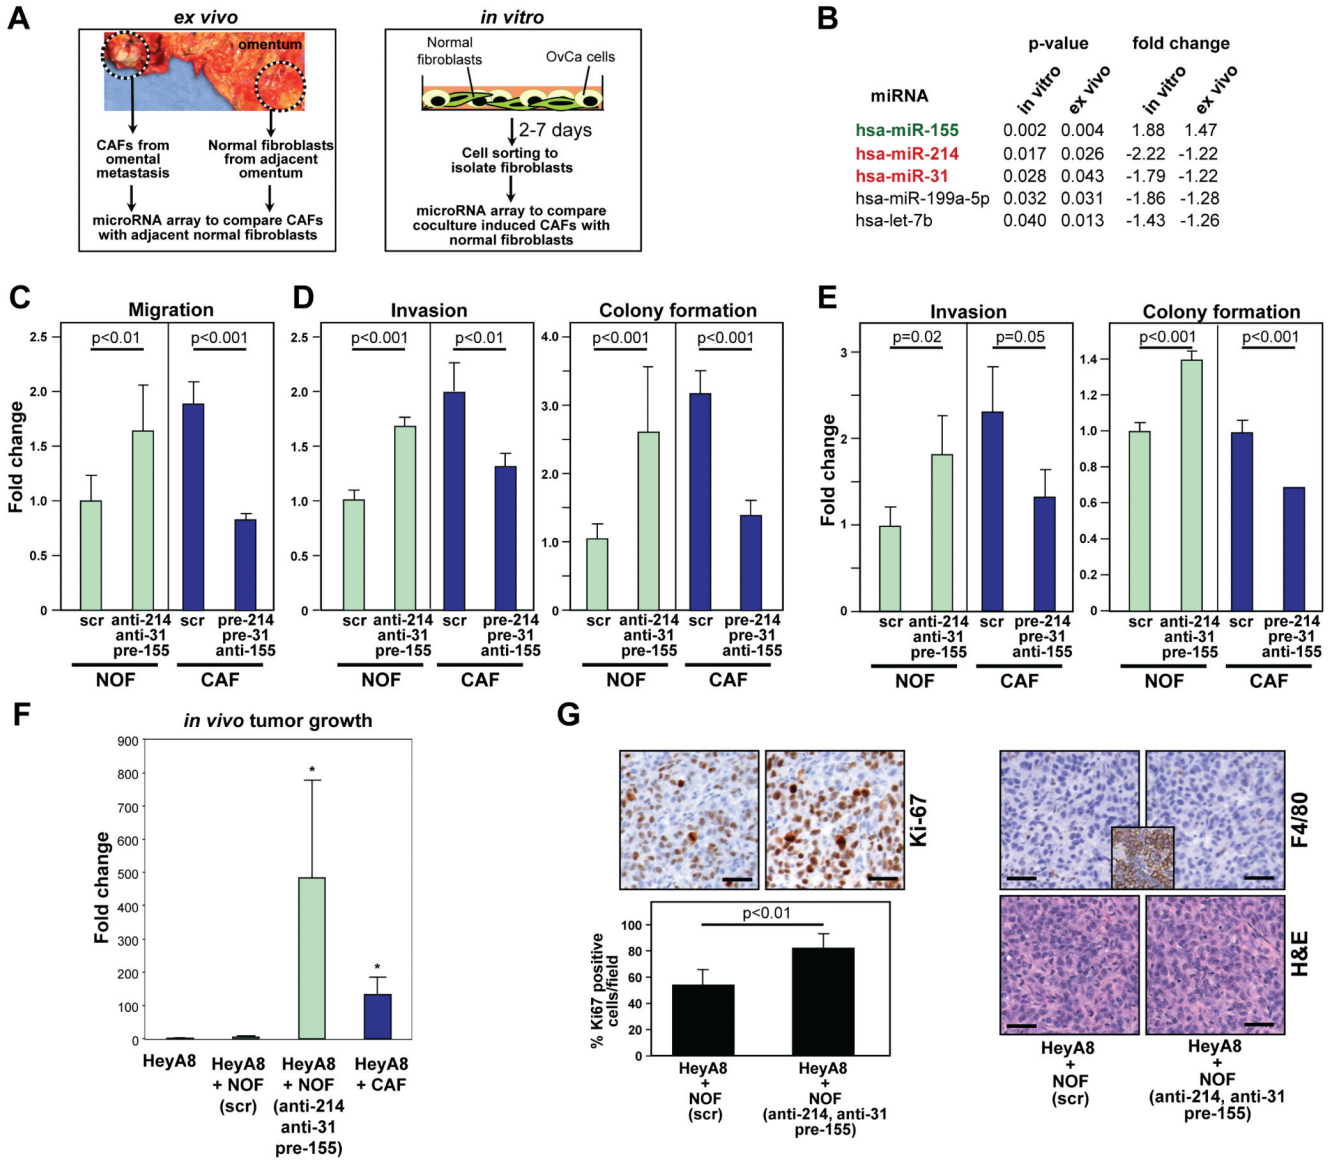 A
ex vivo
in vitro
omentum
CAFs from
omental
metastasis
Normal fibroblasts
from adjacent
omentum
microRNA array to compare CAFs
with adjacent normal fibroblasts
Normal
fibroblasts
OvCa cells
2-7 days
Cell sorting to
isolate fibroblasts
microRNA array to compare
coculture induced CAFs with
normal fibroblasts
B
p-value fold change
miRNA in vitro ex vivo in vitro ex vivo
hsa-miR-155 0.002 0.004 1.88 1.47
hsa-miR-214 0.017 0.026 -2.22 -1.22
hsa-miR-31 0.028 0.043 -1.79 -1.22
hsa-miR-199a-5p 0.032 0.031 -1.86 -1.28
hsa-let-7b 0.040 0.013 -1.43 -1.26
C
Migration
Fold change
2.5
2.0
1.5
1.0
0.5
0
p<0.01 p<0.001
scr anti-214 scr pre-214
anti-31 pre-31
pre-155 anti-155
NOF CAF
D
Invasion
2.5
2.0
1.5
1.0
0.5
0
p<0.001 p<0.01
scr anti-214 scr pre-214
anti-31 pre-31
pre-155 anti-155
NOF CAF
Colony formation
4.0
3.0
2.0
1.0
0
p<0.001 p<0.001
scr anti-214 scr pre-214
anti-31 pre-31
pre-155 anti-155
NOF CAF
E
Invasion
Fold change
3
2
1
0
p=0.02 p=0.05
scr anti-214 scr pre-214
anti-31 pre-31
pre-155 anti-155
NOF CAF
Colony formation
1.4
1.2
1.0
0.8
0.6
0.4
0.2
0
p<0.001 p<0.001
scr anti-214 scr pre-214
anti-31 pre-31
pre-155 anti-155
NOF CAF
F
in vivo tumor growth
Fold change
900
800
700
600
500
400
300
200
100
0
*
*
HeyA8 HeyA8 HeyA8 HeyA8
+ NOF + NOF + CAF
(scr) (anti-214
anti-31
pre-155)
G
Ki-67
% Ki67 positive
cells/field
100
80
60
40
20
0
p<0.01
HeyA8 HeyA8
+ +
NOF NOF
(scr) (anti-214, anti-31
pre-155)
F4/80
H&E
HeyA8 HeyA8
+ +
NOF NOF
(scr) (anti-214, anti-31
pre-155)